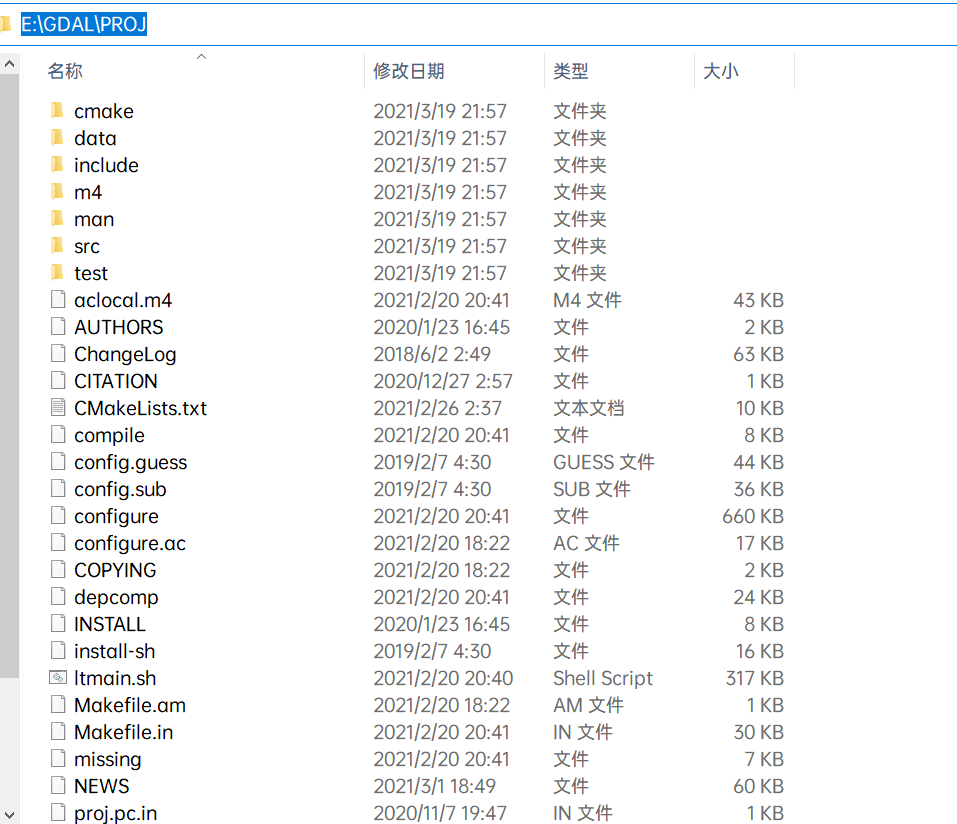 E:\GDAL\PROJ
名称 修改日期 类型 大小
cmake 2021/3/19 21:57 文件夹
data 2021/3/19 21:57 文件夹
include 2021/3/19 21:57 文件夹
m4 2021/3/19 21:57 文件夹
man 2021/3/19 21:57 文件夹
src 2021/3/19 21:57 文件夹
test 2021/3/19 21:57 文件夹
aclocal.m4 2021/2/20 20:41 M4 文件 43 KB
AUTHORS 2020/1/23 16:45 文件 2 KB
ChangeLog 2018/6/2 2:49 文件 63 KB
CITATION 2020/12/27 2:57 文件 1 KB
CMakeLists.txt 2021/2/26 2:37 文本文档 10 KB
compile 2021/2/20 20:41 文件 8 KB
config.guess 2019/2/7 4:30 GUESS 文件 44 KB
config.sub 2019/2/7 4:30 SUB 文件 36 KB
configure 2021/2/20 20:41 文件 660 KB
configure.ac 2021/2/20 18:22 AC 文件 17 KB
COPYING 2021/2/20 18:22 文件 2 KB
depcomp 2021/2/20 20:41 文件 24 KB
INSTALL 2020/1/23 16:45 文件 8 KB
install-sh 2019/2/7 4:30 文件 16 KB
ltmain.sh 2021/2/20 20:40 Shell Script 317 KB
Makefile.am 2021/2/20 18:22 AM 文件 1 KB
Makefile.in 2021/2/20 20:41 IN 文件 30 KB
missing 2021/2/20 20:41 文件 7 KB
NEWS 2021/3/1 18:49 文件 60 KB
proj.pc.in 2020/11/7 19:47 IN 文件 1 KB